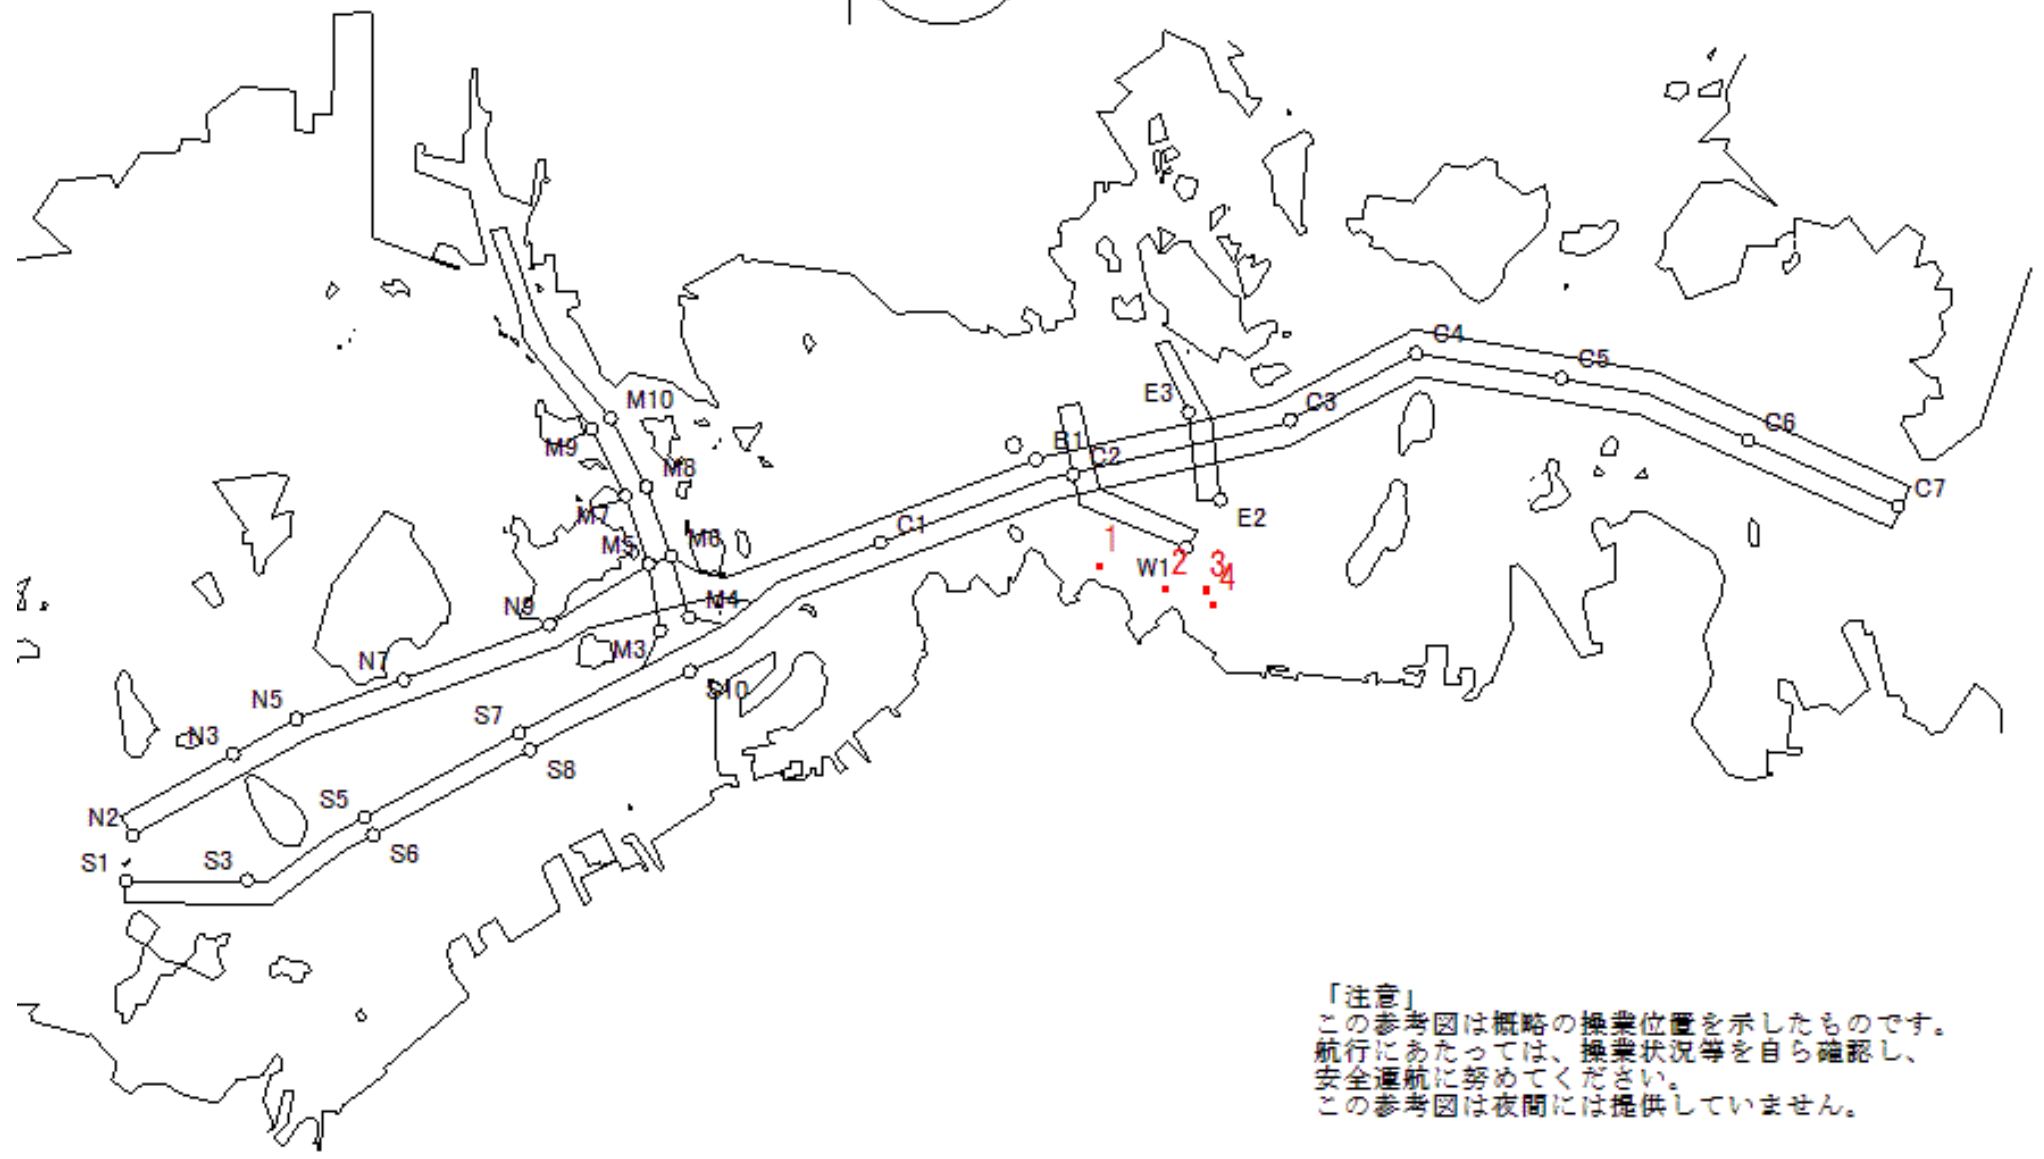 C4
C5
M10
E3
C3
C6
M9
B1
C2
M8
C7
M7
E2
C1
M5
M6
1
W1
2
3
4
N9
M4
M3
N7
S10
N5
S7
N3
S8
S5
N2
S6
S1
S3
「注意」
この参考図は概略の操業位置を示したものです。
航行にあたっては、操業状況等を自ら確認し、
安全運航に努めてください。
この参考図は夜間には提供していません。